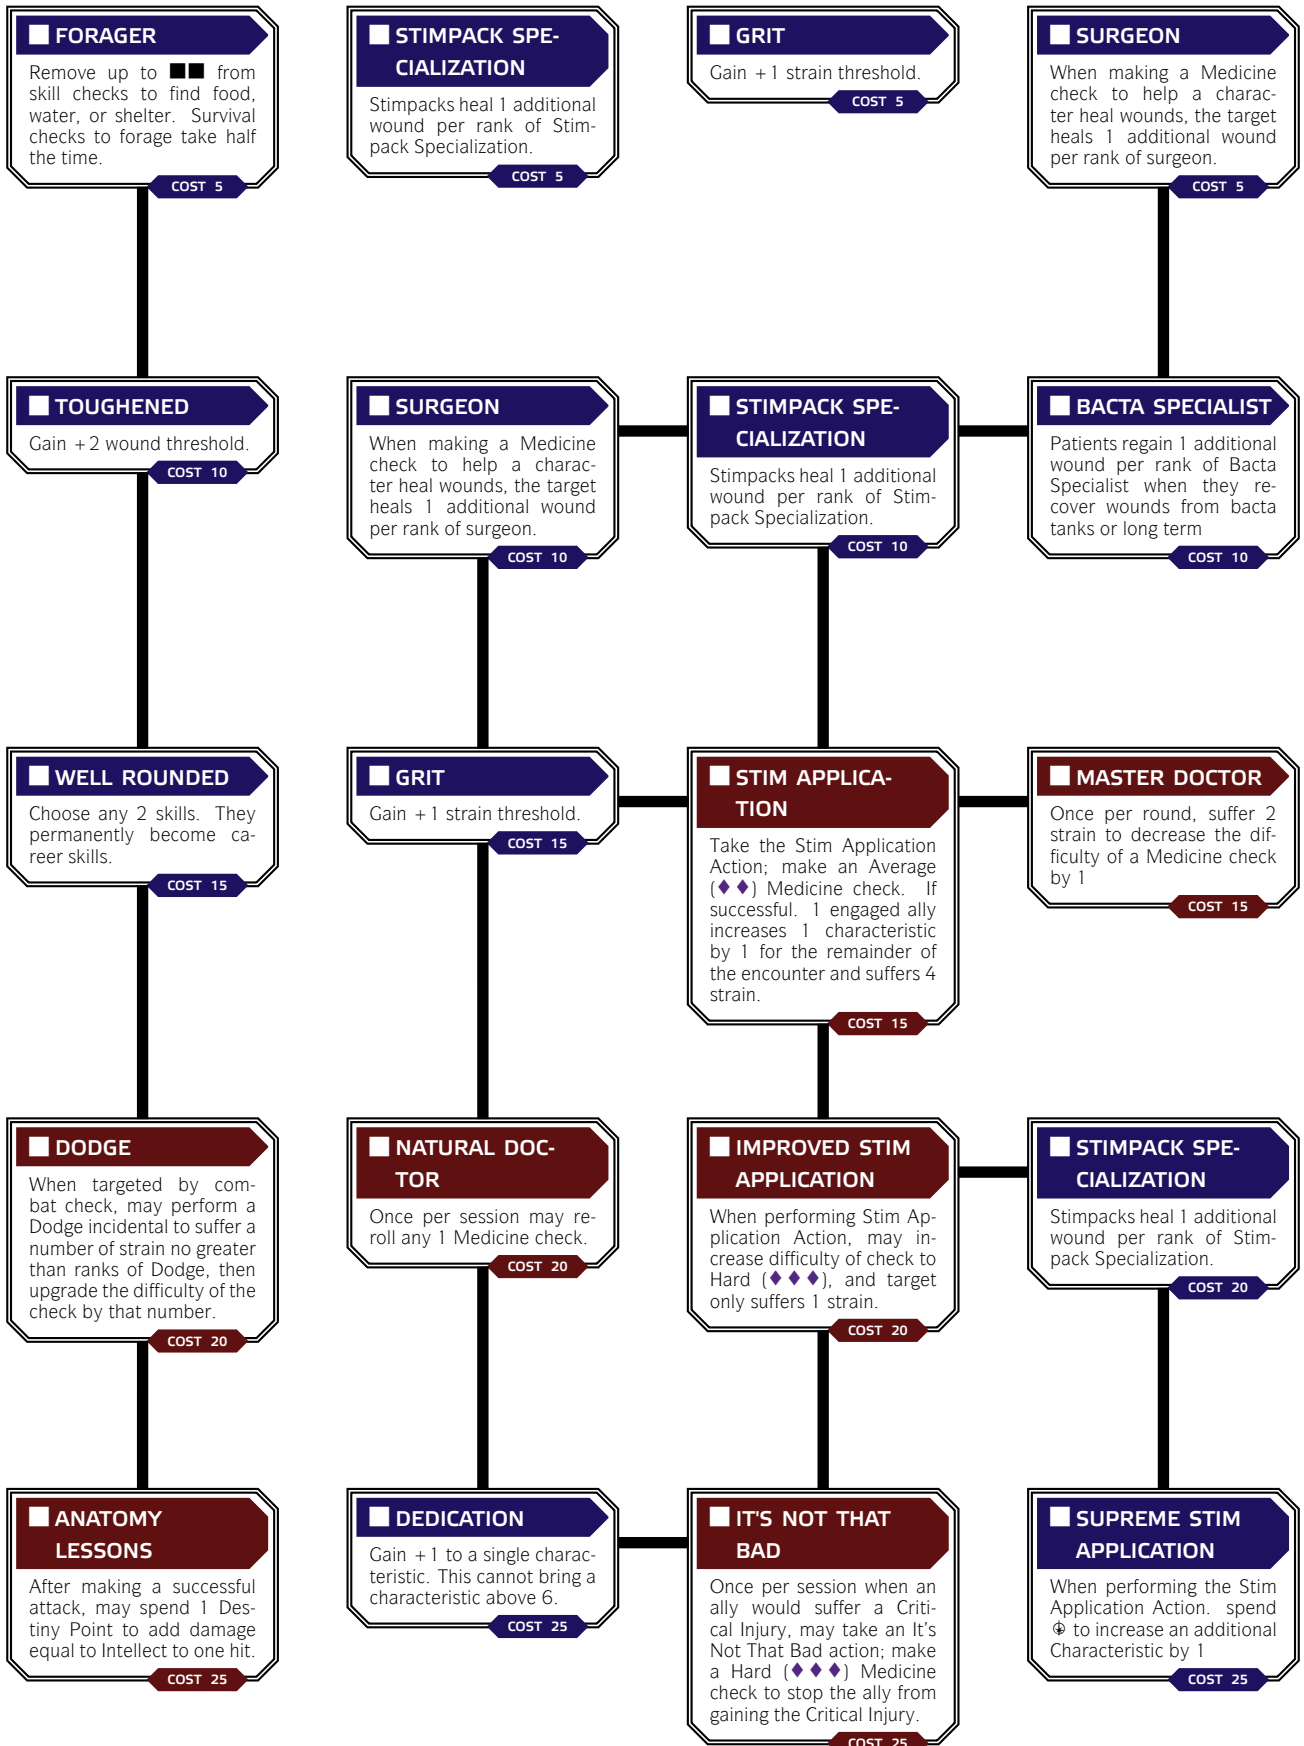 FORAGER
Remove up to ■■ from
skill checks to find food,
water, or shelter. Survival
checks to forage take half
the time.
COST 5
STIMPACK SPE-
CIALIZATION
Stimpacks heal 1 additional
wound per rank of Stim-
pack Specialization.
COST 5
GRIT
Gain +1 strain threshold.
COST 5
SURGEON
When making a Medicine
check to help a charac-
ter heal wounds, the target
heals 1 additional wound
per rank of surgeon.
COST 5
TOUGHENED
Gain +2 wound threshold.
COST 10
SURGEON
When making a Medicine
check to help a charac-
ter heal wounds, the target
heals 1 additional wound
per rank of surgeon.
COST 10
STIMPACK SPE-
CIALIZATION
Stimpacks heal 1 additional
wound per rank of Stim-
pack Specialization.
COST 10
BACTA SPECIALIST
Patients regain 1 additional
wound per rank of Bacta
Specialist when they re-
cover wounds from bacta
tanks or long term
COST 10
WELL ROUNDED
Choose any 2 skills. They
permanently become ca-
reer skills.
COST 15
GRIT
Gain +1 strain threshold.
COST 15
STIM APPLICA-
TION
Take the Stim Application
Action; make an Average
(♦♦) Medicine check. If
successful. 1 engaged ally
increases 1 characteristic
by 1 for the remainder of
the encounter and suffers 4
strain.
COST 15
MASTER DOCTOR
Once per round, suffer 2
strain to decrease the dif-
ficulty of a Medicine check
by 1
COST 15
DODGE
When targeted by com-
bat check, may perform a
Dodge incidental to suffer a
number of strain no greater
than ranks of Dodge, then
upgrade the difficulty of the
check by that number.
COST 20
NATURAL DOC-
TOR
Once per session may re-
roll any 1 Medicine check.
COST 20
IMPROVED STIM
APPLICATION
When performing Stim Ap-
plication Action, may in-
crease difficulty of check to
Hard (♦♦♦), and target
only suffers 1 strain.
COST 20
STIMPACK SPE-
CIALIZATION
Stimpacks heal 1 additional
wound per rank of Stim-
pack Specialization.
COST 20
ANATOMY
LESSONS
After making a successful
attack, may spend 1 Des-
tiny Point to add damage
equal to Intellect to one hit.
COST 25
DEDICATION
Gain +1 to a single charac-
teristic. This cannot bring a
characteristic above 6.
COST 25
IT'S NOT THAT
BAD
Once per session when an
ally would suffer a Criti-
cal Injury, may take an It's
Not That Bad action; make
a Hard (♦♦♦) Medicine
check to stop the ally from
gaining the Critical Injury.
COST 25
SUPREME STIM
APPLICATION
When performing the Stim
Application Action. spend
to increase an additional
Characteristic by 1
COST 25